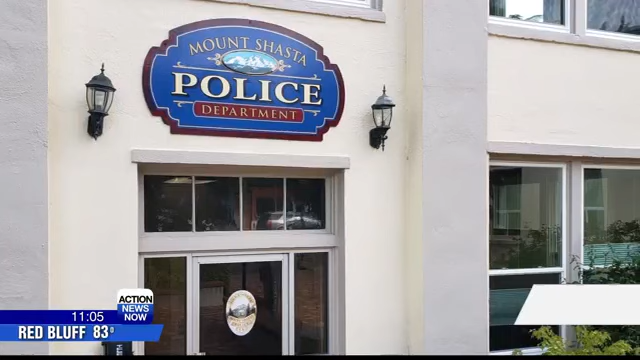 MOUNT SHASTA
POLICE
DEPARTMENT
11:05
ACTION
NEWS
NOW
RED BLUFF 83°